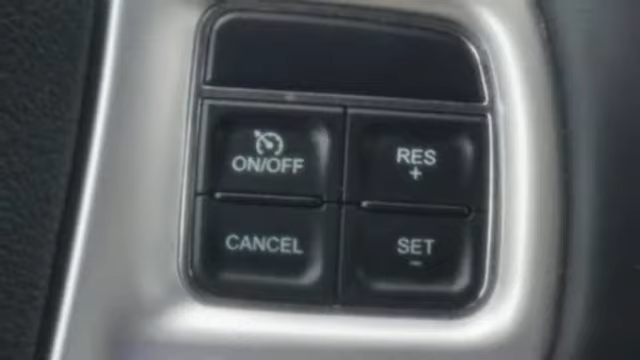 ON/OFF
RES
+
CANCEL
SET
-